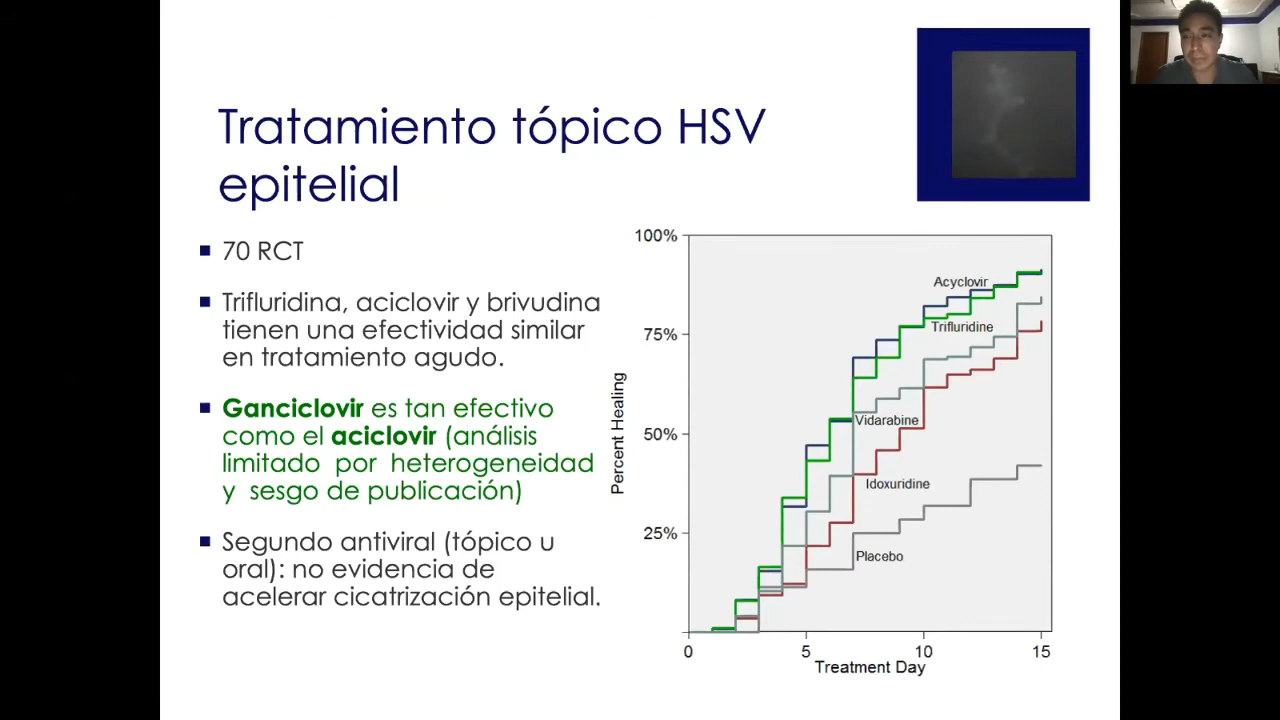 Tratamiento tópico HSV
epitelial
70 RCT
Trifluridina, aciclovir y brivudina
tienen una efectividad similar
en tratamiento agudo.
Ganciclovir es tan efectivo
como el aciclovir (análisis
limitado por heterogeneidad
y sesgo de publicación)
Segundo antiviral (tópico u
oral): no evidencia de
acelerar cicatrización epitelial.
100%
75%
50%
25%
Percent Healing
Acyclovir
Trifluridine
Vidarabine
Idoxuridine
Placebo
0 5 10 15
Treatment Day